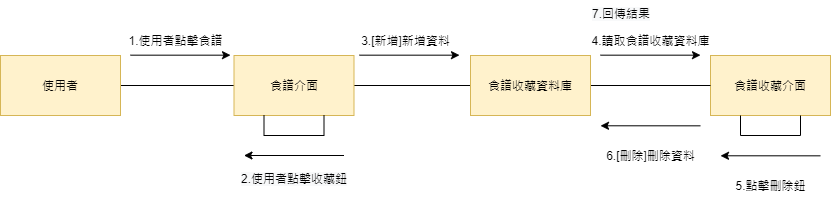 7.回傳結果
1.使用者點擊食譜
3.[新增]新增資料
4.讀取食譜收藏資料庫
使用者
食譜介面
食譜收藏資料庫
食譜收藏介面
2.使用者點擊收藏鈕
6.[刪除]刪除資料
5.點擊刪除鈕